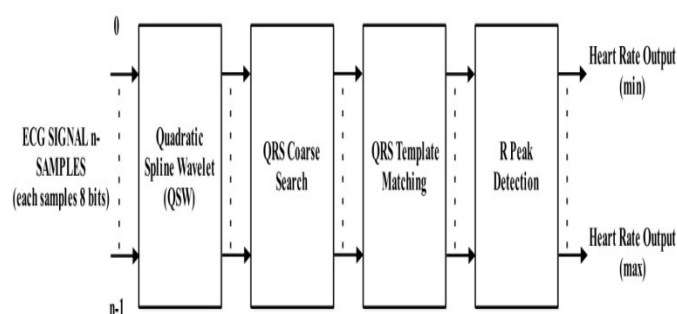 0
ECG SIGNAL n-
SAMPLES
(each samples 8 bits)
n-1
Quadratic
Spline Wavelet
(QSW)
QRS Coarse
Search
QRS Template
Matching
R Peak
Detection
Heart Rate Output
(min)
Heart Rate Output
(max)